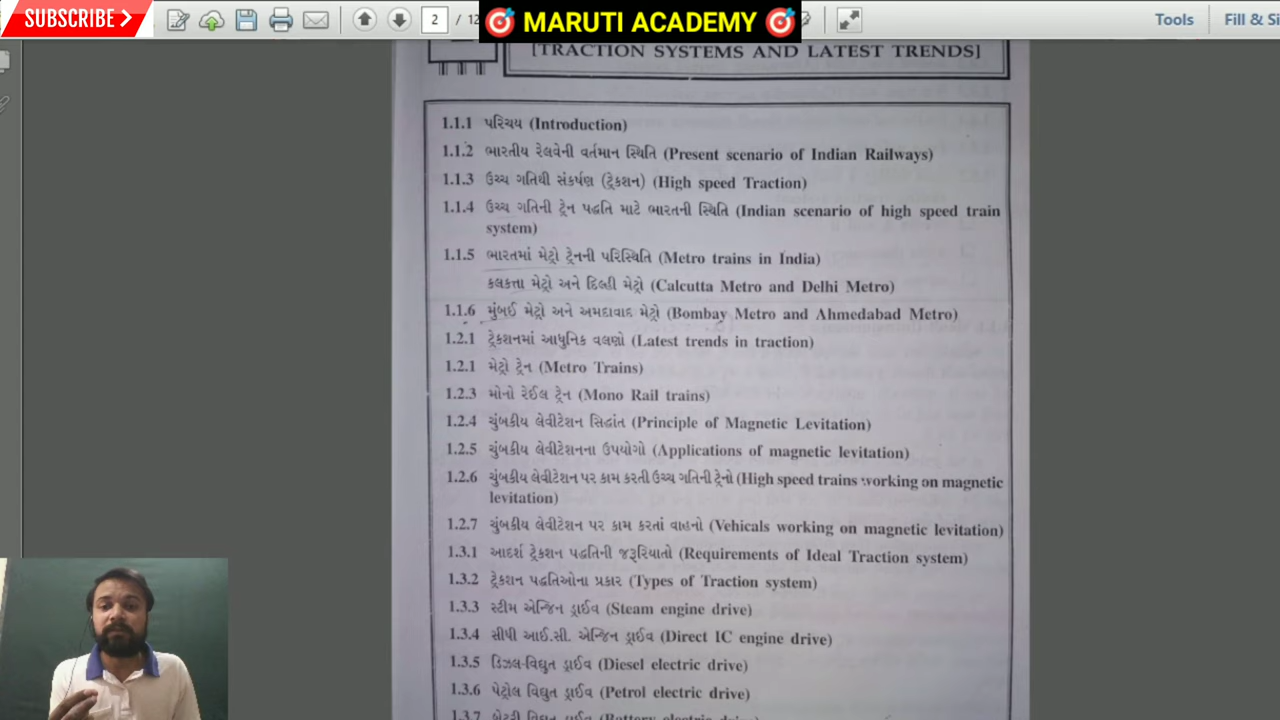 SUBSCRIBE
2 / 12
MARUTI ACADEMY
Tools
Fill & Si
[TRACTION SYSTEMS AND LATEST TRENDS]
1.1.1 પરિચય (Introduction)
1.1.2 ભારતીય રેલવેની વર્તમાન સ્થિતિ (Present scenario of Indian Railways)
1.1.3 ઉચ્ચ ગતિથી સંકર્ષણ (ટ્રેકશન) (High speed Traction)
1.1.4 ઉચ્ચ ગતિની ટ્રેન પદ્ધતિ માટે ભારતની સ્થિતિ (Indian scenario of high speed train
system)
1.1.5 ભારતમાં મેટ્રો ટ્રેનની પરિસ્થિતિ (Metro trains in India)
કલકત્તા મેટ્રો અને દિલ્હી મેટ્રો (Calcutta Metro and Delhi Metro)
1.1.6 મુંબઈ મેટ્રો અને અમદાવાદ મેટ્રો (Bombay Metro and Ahmedabad Metro)
1.2.1 ટ્રેકશનમાં આધુનિક વલણો (Latest trends in traction)
1.2.1 મેટ્રો ટ્રેન (Metro Trains)
1.2.3 મોનો રેઈલ ટ્રેન (Mono Rail trains)
1.2.4 ચુંબકીય લેવીટેશન સિદ્ધાંત (Principle of Magnetic Levitation)
1.2.5 ચુંબકીય લેવીટેશનના ઉપયોગો (Applications of magnetic levitation)
1.2.6 ચુંબકીય લેવીટેશન પર કામ કરતી ઉચ્ચ ગતિની ટ્રેનો (High speed trains working on magnetic
levitation)
1.2.7 ચુંબકીય લેવીટેશન પર કામ કરતાં વાહનો (Vehicals working on magnetic levitation)
1.3.1 આદર્શ ટ્રેકશન પદ્ધતિની જરૂરિયાતો (Requirements of Ideal Traction system)
1.3.2 ટ્રેકશન પદ્ધતિઓના પ્રકાર (Types of Traction system)
1.3.3 સ્ટીમ એન્જિન ડ્રાઈવ (Steam engine drive)
1.3.4 સીપી આઈ.સી. એન્જિન ડ્રાઈવ (Direct IC engine drive)
1.3.5 ડિઝલ-વિદ્યુત ડ્રાઈવ (Diesel electric drive)
1.3.6 પેટ્રોલ વિદ્યુત ડ્રાઈવ (Petrol electric drive)
1.3.7 બેટરી વિદ્યુત ડ્રાઈવ (Battery electric drive)